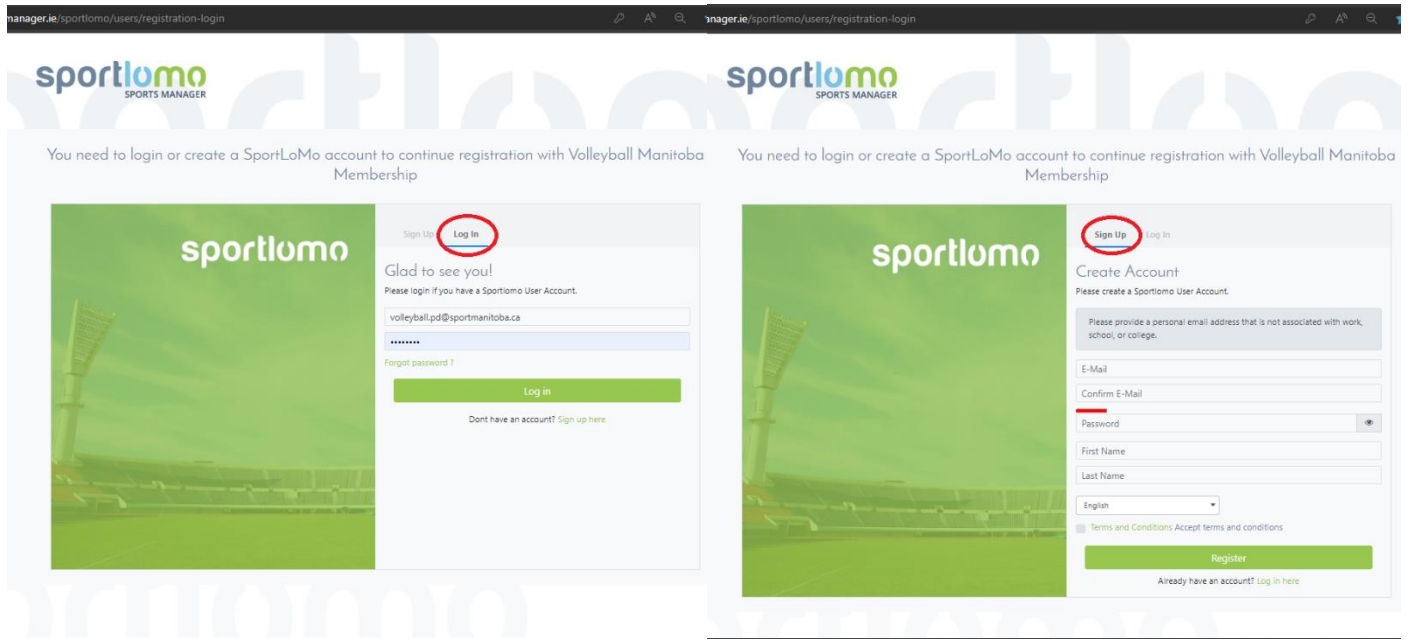 manager.ie/sportlomo/users/registration-login
sportlomo
SPORTS MANAGER
You need to login or create a SportLoMo account to continue registration with Volleyball Manitoba
Membership
sportlomo
Sign Up
Log In
Glad to see you!
Please login if you have a Sportlomo User Account.
volleyball.pd@sportmanitoba.ca
••••••••
Forgot password ?
Log in
Dont have an account? Sign up here
anager.ie/sportlomo/users/registration-login
sportlomo
SPORTS MANAGER
You need to login or create a SportLoMo account to continue registration with Volleyball Manitoba
Membership
sportlomo
Sign Up
Log In
Create Account
Please create a Sportlomo User Account.
Please provide a personal email address that is not associated with work,
school, or college.
E-Mail
Confirm E-Mail
Password
First Name
Last Name
English
Terms and Conditions Accept terms and conditions
Register
Already have an account? Log in here